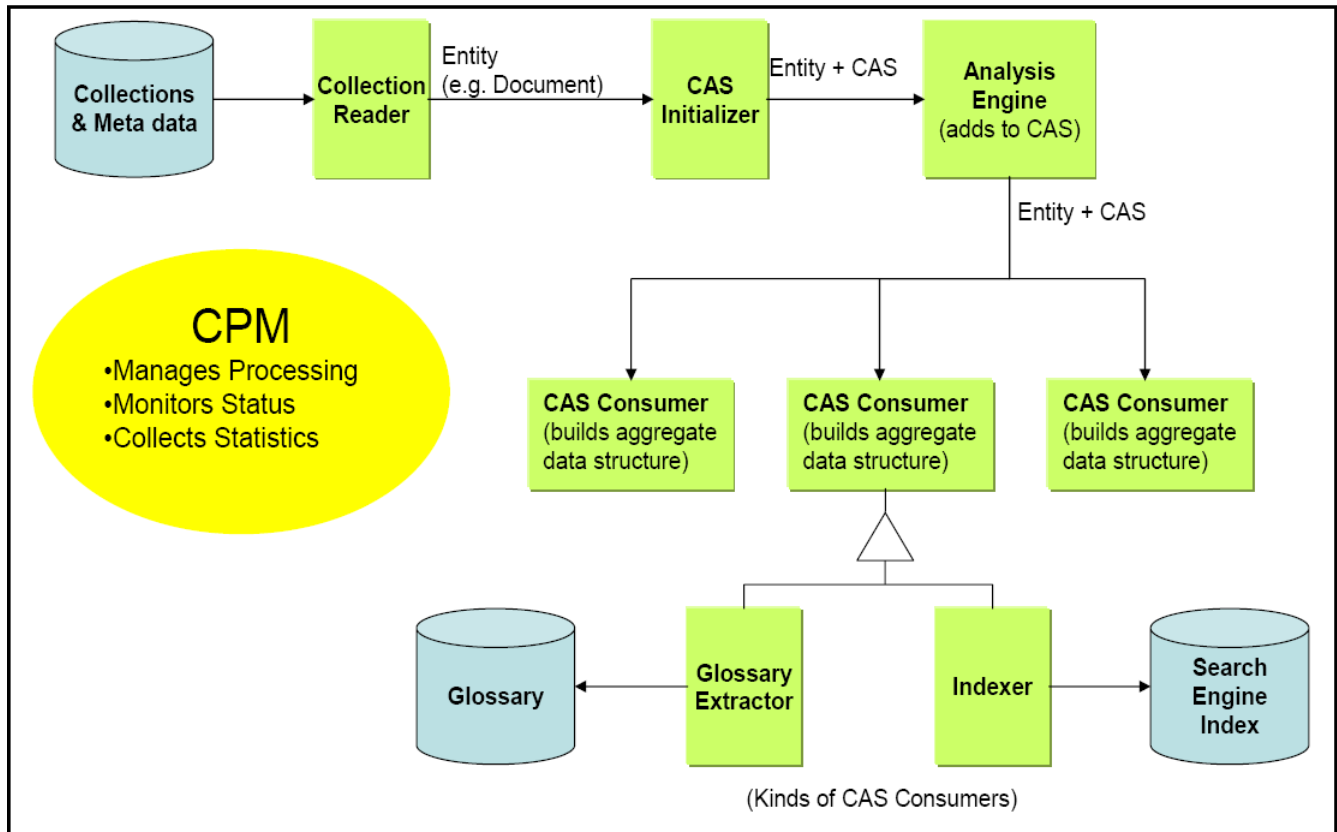 Collections
& Meta data
Collection
Reader
Entity
(e.g. Document)
CAS
Initializer
Entity + CAS
Analysis
Engine
(adds to CAS)
Entity + CAS
CPM
•Manages Processing
•Monitors Status
•Collects Statistics
CAS Consumer
(builds aggregate
data structure)
CAS Consumer
(builds aggregate
data structure)
CAS Consumer
(builds aggregate
data structure)
Glossary
Glossary
Extractor
Indexer
Search
Engine
Index
(Kinds of CAS Consumers)